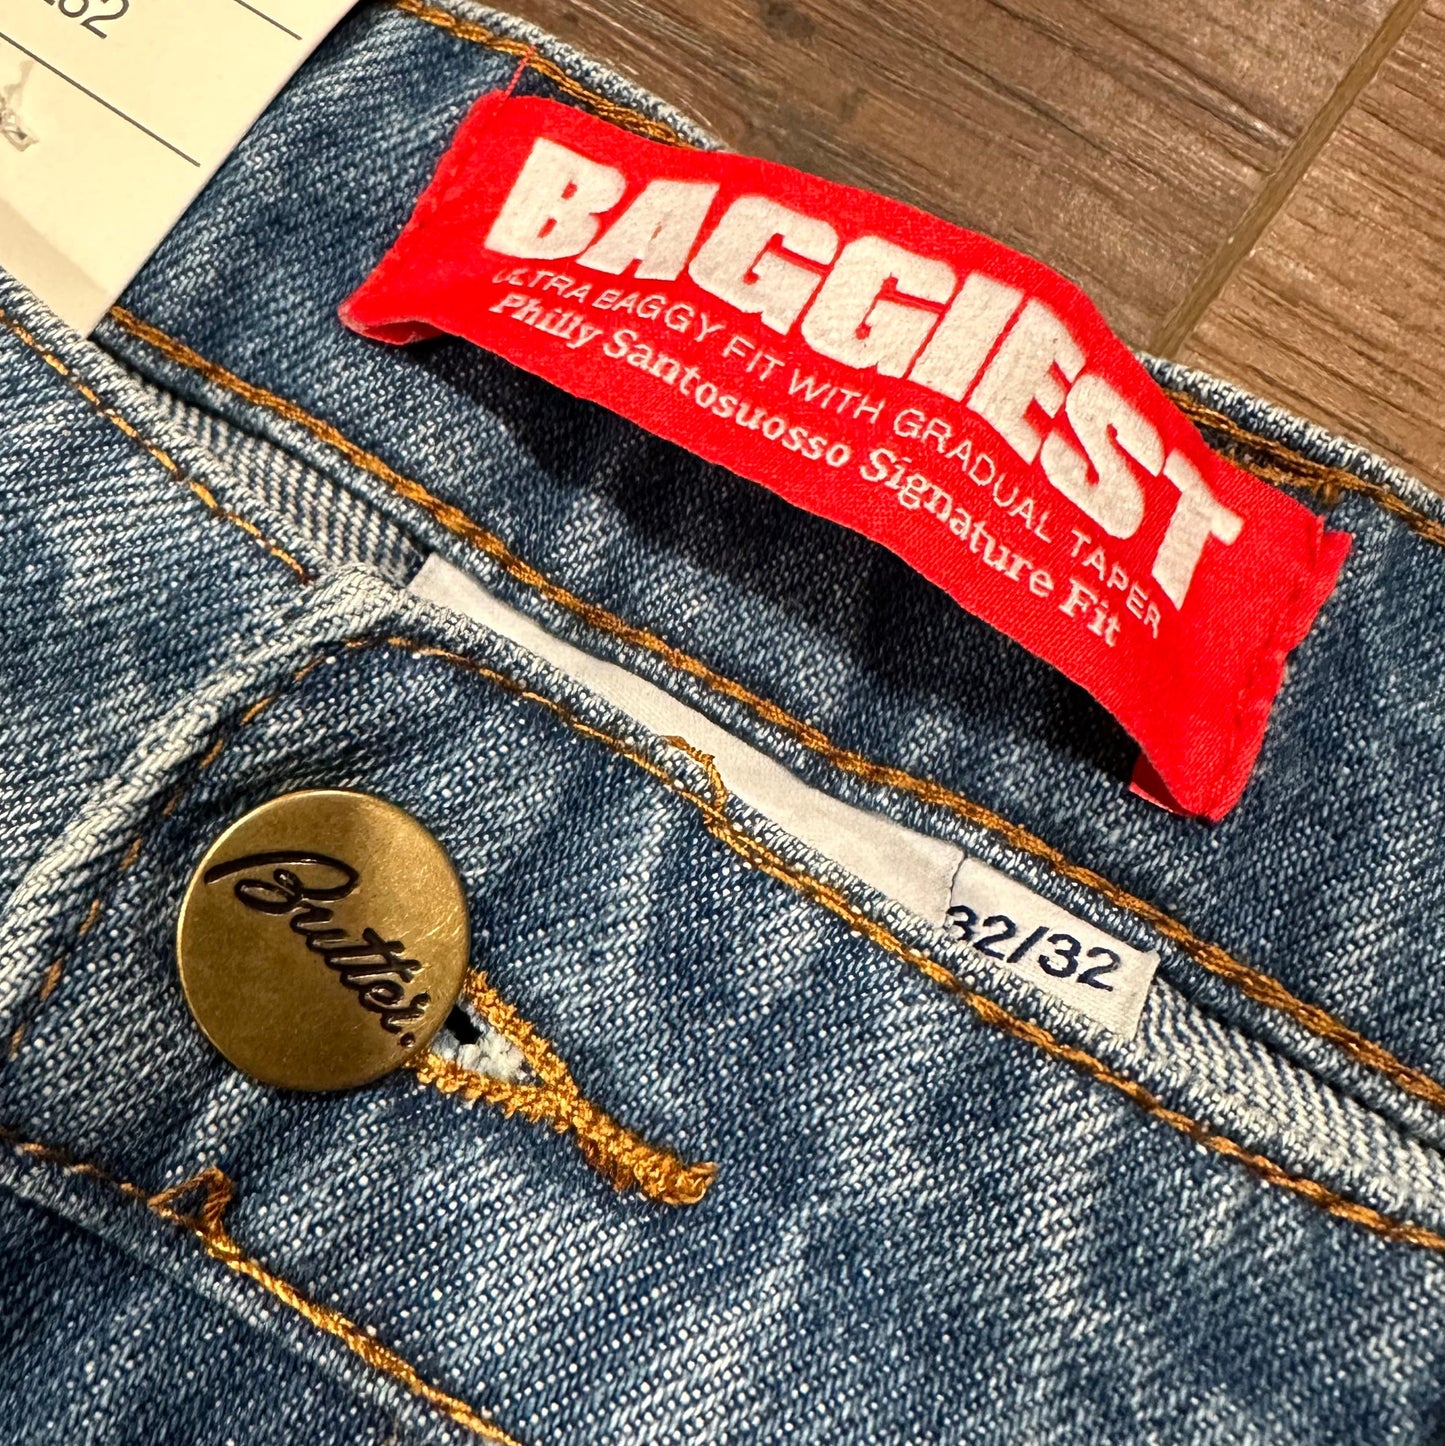 BAGGIEST
ULTRA BAGGY FIT WITH GRADUAL TAPER
Philly Santosuosso Signature Fit
32/32
Butter.